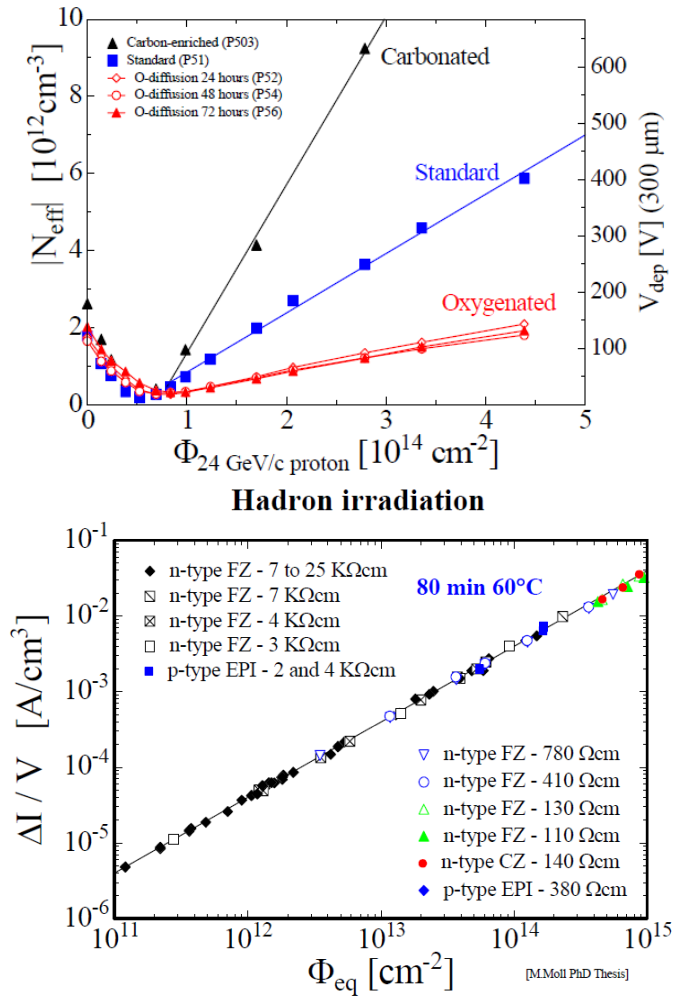 10
8
6
4
2
0
|N_eff| [10^12 cm^-3]
Carbon-enriched (P503)
Standard (P51)
O-diffusion 24 hours (P52)
O-diffusion 48 hours (P54)
O-diffusion 72 hours (P56)
Carbonated
Standard
Oxygenated
600
500
400
300
200
100
V_dep [V] (300 μm)
0 1 2 3 4 5
Φ_24 GeV/c proton [10^14 cm^-2]
Hadron irradiation
10^-1
10^-2
10^-3
10^-4
10^-5
10^-6
ΔI / V [A/cm^3]
n-type FZ - 7 to 25 KΩcm
n-type FZ - 7 KΩcm
n-type FZ - 4 KΩcm
n-type FZ - 3 KΩcm
p-type EPI - 2 and 4 KΩcm
80 min 60°C
n-type FZ - 780 Ωcm
n-type FZ - 410 Ωcm
n-type FZ - 130 Ωcm
n-type FZ - 110 Ωcm
n-type CZ - 140 Ωcm
p-type EPI - 380 Ωcm
10^11 10^12 10^13 10^14 10^15
Φ_eq [cm^-2]
[M.Moll PhD Thesis]